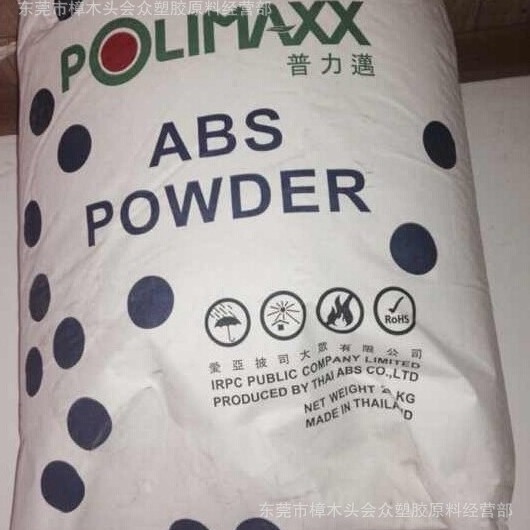 东莞市樟木头会众塑胶原料经营部
POLIMAXX
普力邁
ABS
POWDER
RoHS
愛亞披司大眾有限公司
IRPC PUBLIC COMPANY LIMITED
PRODUCED BY THAI ABS CO.,LTD
NET WEIGHT KG
MADE IN THAILAND
东莞市樟木头会众塑胶原料经营部